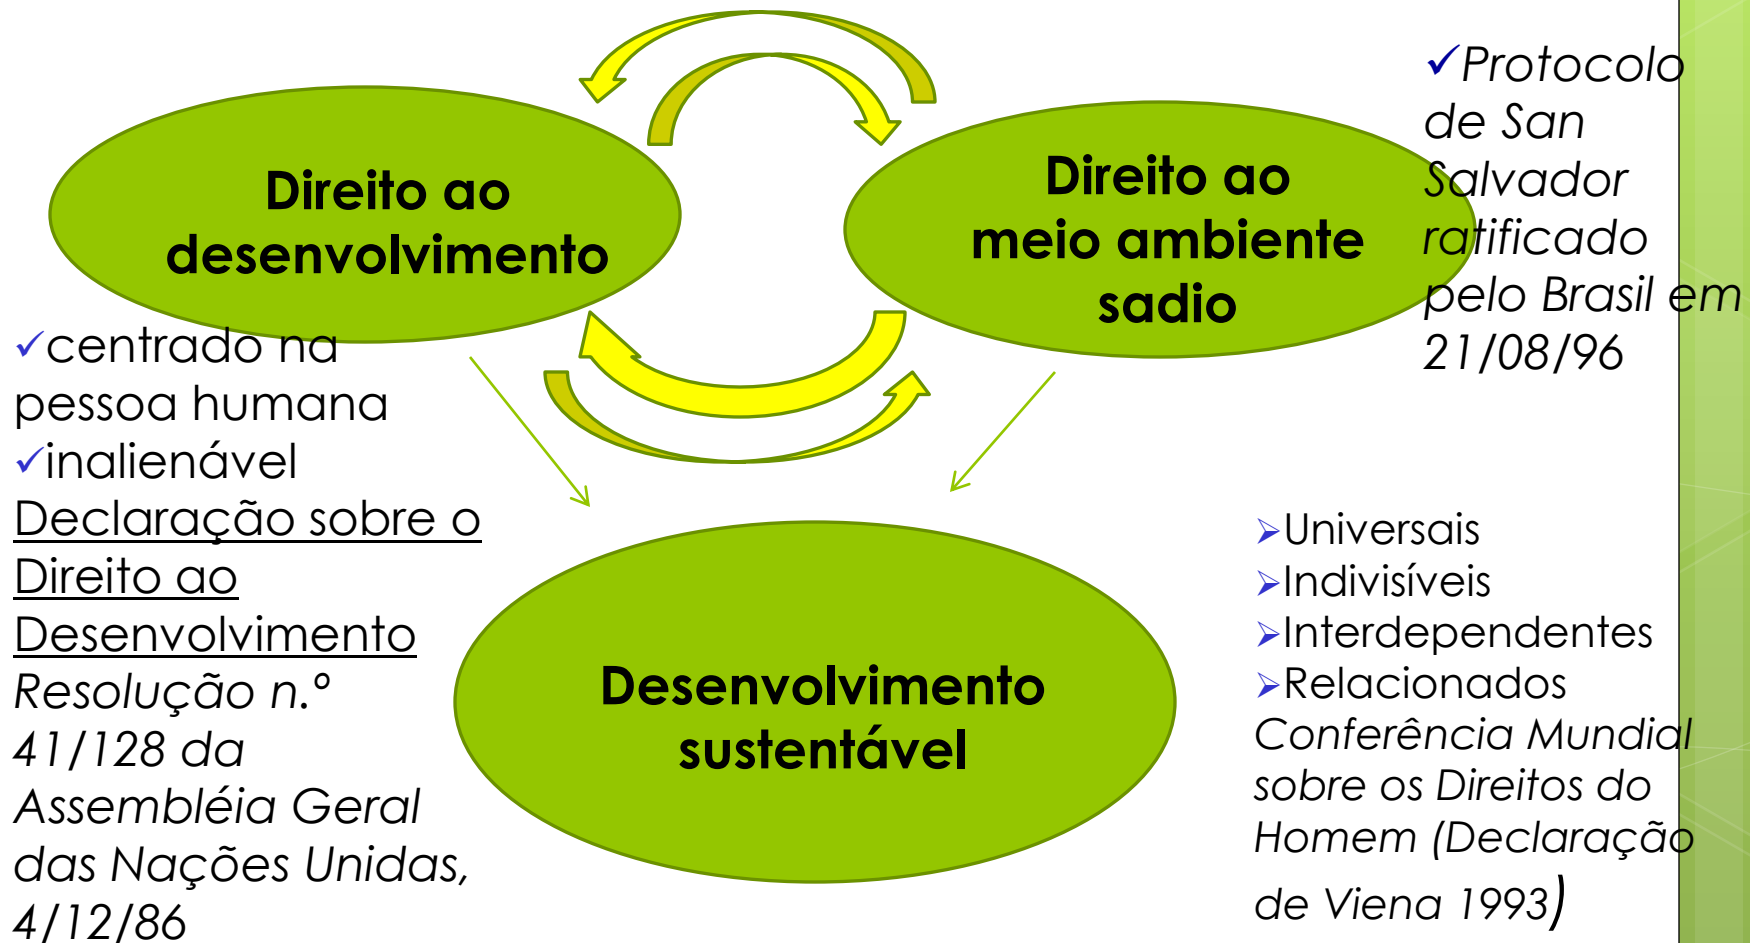 Direito ao
desenvolvimento
Direito ao
meio ambiente
sadio
✓Protocolo
de San
Salvador
ratificado
pelo Brasil em
21/08/96
✓centrado na
pessoa humana
✓inalienável
Declaração sobre o
Direito ao
Desenvolvimento
Resolução n.º
41/128 da
Assembléia Geral
das Nações Unidas,
4/12/86
Desenvolvimento
sustentável
➢Universais
➢Indivisíveis
➢Interdependentes
➢Relacionados
Conferência Mundial
sobre os Direitos do
Homem (Declaração
de Viena 1993)